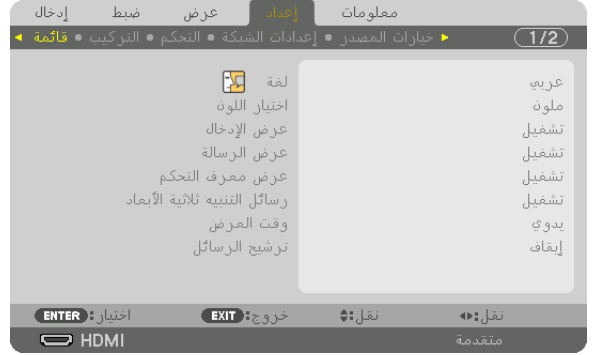 إدخال ضبط عرض إعداد معلومات
قائمة • التركيب • التحكم • إعدادات الشبكة • خيارات المصدر 1/2
لغة عربي
اختيار اللون ملون
عرض الإدخال تشغيل
عرض الرسالة تشغيل
عرض معرف التحكم تشغيل
رسائل التنبيه ثلاثية الأبعاد تشغيل
وقت العرض يدوي
ترشيح الرسائل إيقاف
ENTER:اختيار EXIT:خروج نقل: نقل:
HDMI متقدمة